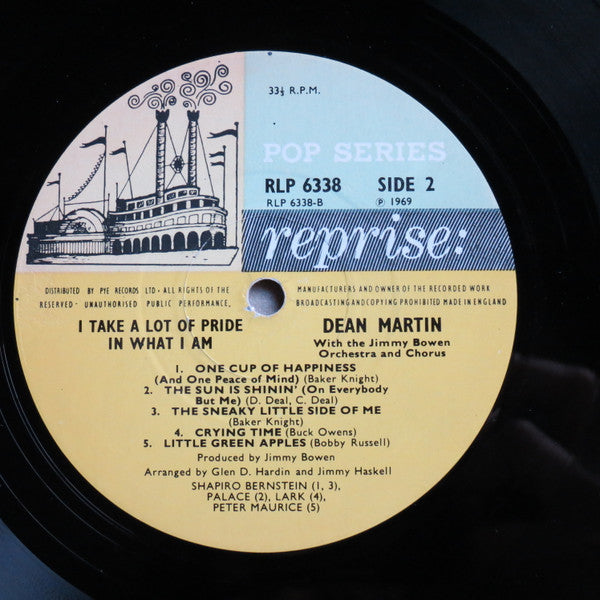 33⅓ R.P.M.
POP SERIES
RLP 6338 SIDE 2
RLP 6338-B Ⓟ 1969
reprise:
DISTRIBUTED BY PYE RECORDS LTD · ALL RIGHTS OF THE MANUFACTURERS AND OWNER OF THE RECORDED WORK
RESERVED · UNAUTHORISED PUBLIC PERFORMANCE, BROADCASTING AND COPYING PROHIBITED MADE IN ENGLAND
I TAKE A LOT OF PRIDE
IN WHAT I AM
DEAN MARTIN
With the Jimmy Bowen
Orchestra and Chorus
1. ONE CUP OF HAPPINESS
(And One Peace of Mind) (Baker Knight)
2. THE SUN IS SHININ' (On Everybody
But Me) (D. Deal, C. Deal)
3. THE SNEAKY LITTLE SIDE OF ME
(Baker Knight)
4. CRYING TIME (Buck Owens)
5. LITTLE GREEN APPLES (Bobby Russell)
Produced by Jimmy Bowen
Arranged by Glen D. Hardin and Jimmy Haskell
SHAPIRO BERNSTEIN (1, 3),
PALACE (2), LARK (4),
PETER MAURICE (5)